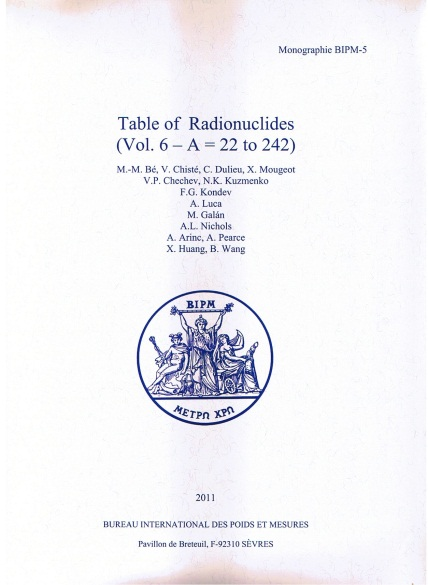 Monographie BIPM-5
Table of Radionuclides
(Vol. 6 – A = 22 to 242)
M.-M. Bé, V. Chisté, C. Dulieu, X. Mougeot
V.P. Chechev, N.K. Kuzmenko
F.G. Kondev
A. Luca
M. Galán
A.L. Nichols
A. Arinc, A. Pearce
X. Huang, B. Wang
BIPM
ΜΕΤΡΩ ΧΡΩ
2011
BUREAU INTERNATIONAL DES POIDS ET MESURES
Pavillon de Breteuil, F-92310 SÈVRES